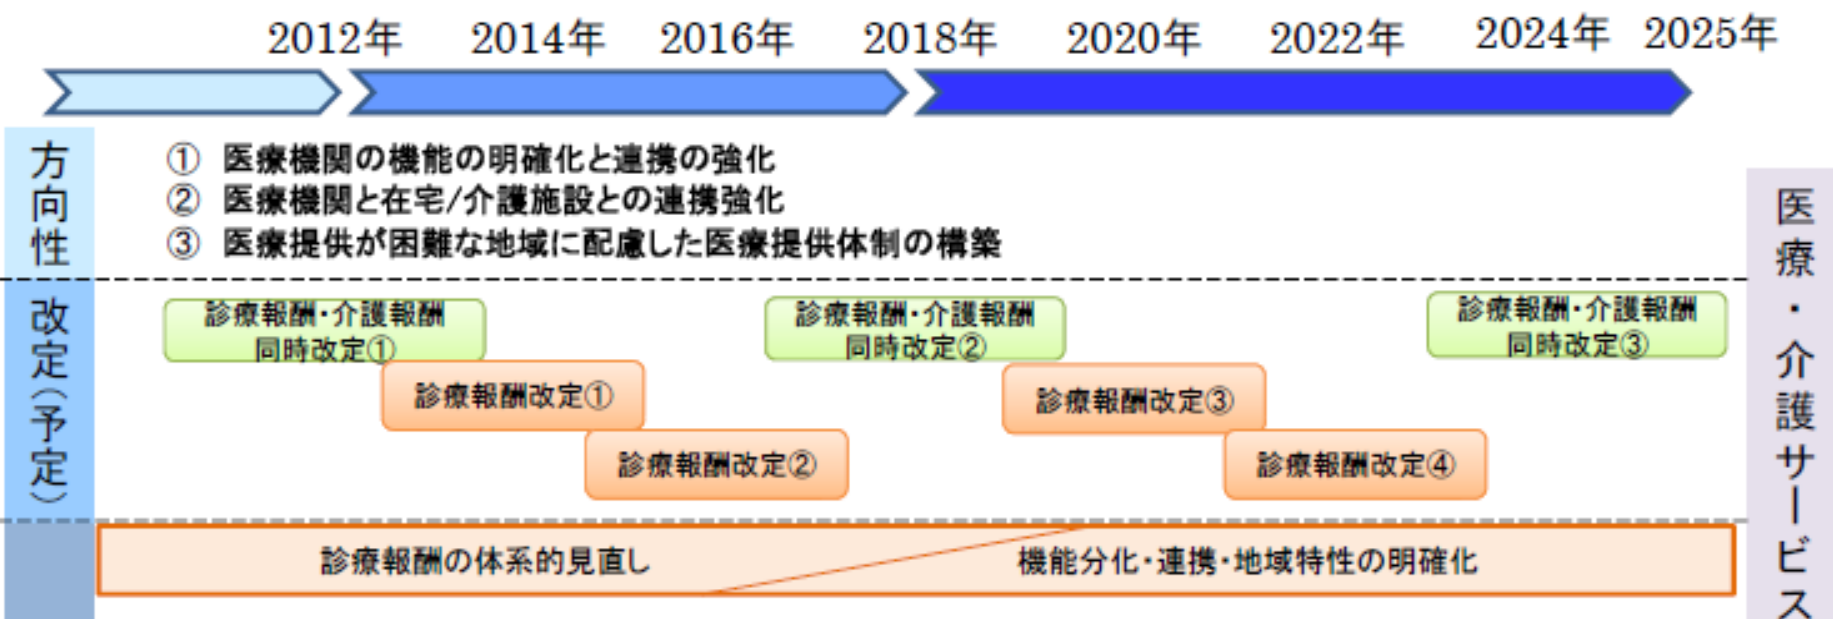 2012年 2014年 2016年 2018年 2020年 2022年 2024年 2025年
方向性
① 医療機関の機能の明確化と連携の強化
② 医療機関と在宅/介護施設との連携強化
③ 医療提供が困難な地域に配慮した医療提供体制の構築
改定(予定)
診療報酬・介護報酬
同時改定①
診療報酬・介護報酬
同時改定②
診療報酬・介護報酬
同時改定③
診療報酬改定①
診療報酬改定③
診療報酬改定②
診療報酬改定④
診療報酬の体系的見直し
機能分化・連携・地域特性の明確化
医療・介護サービス